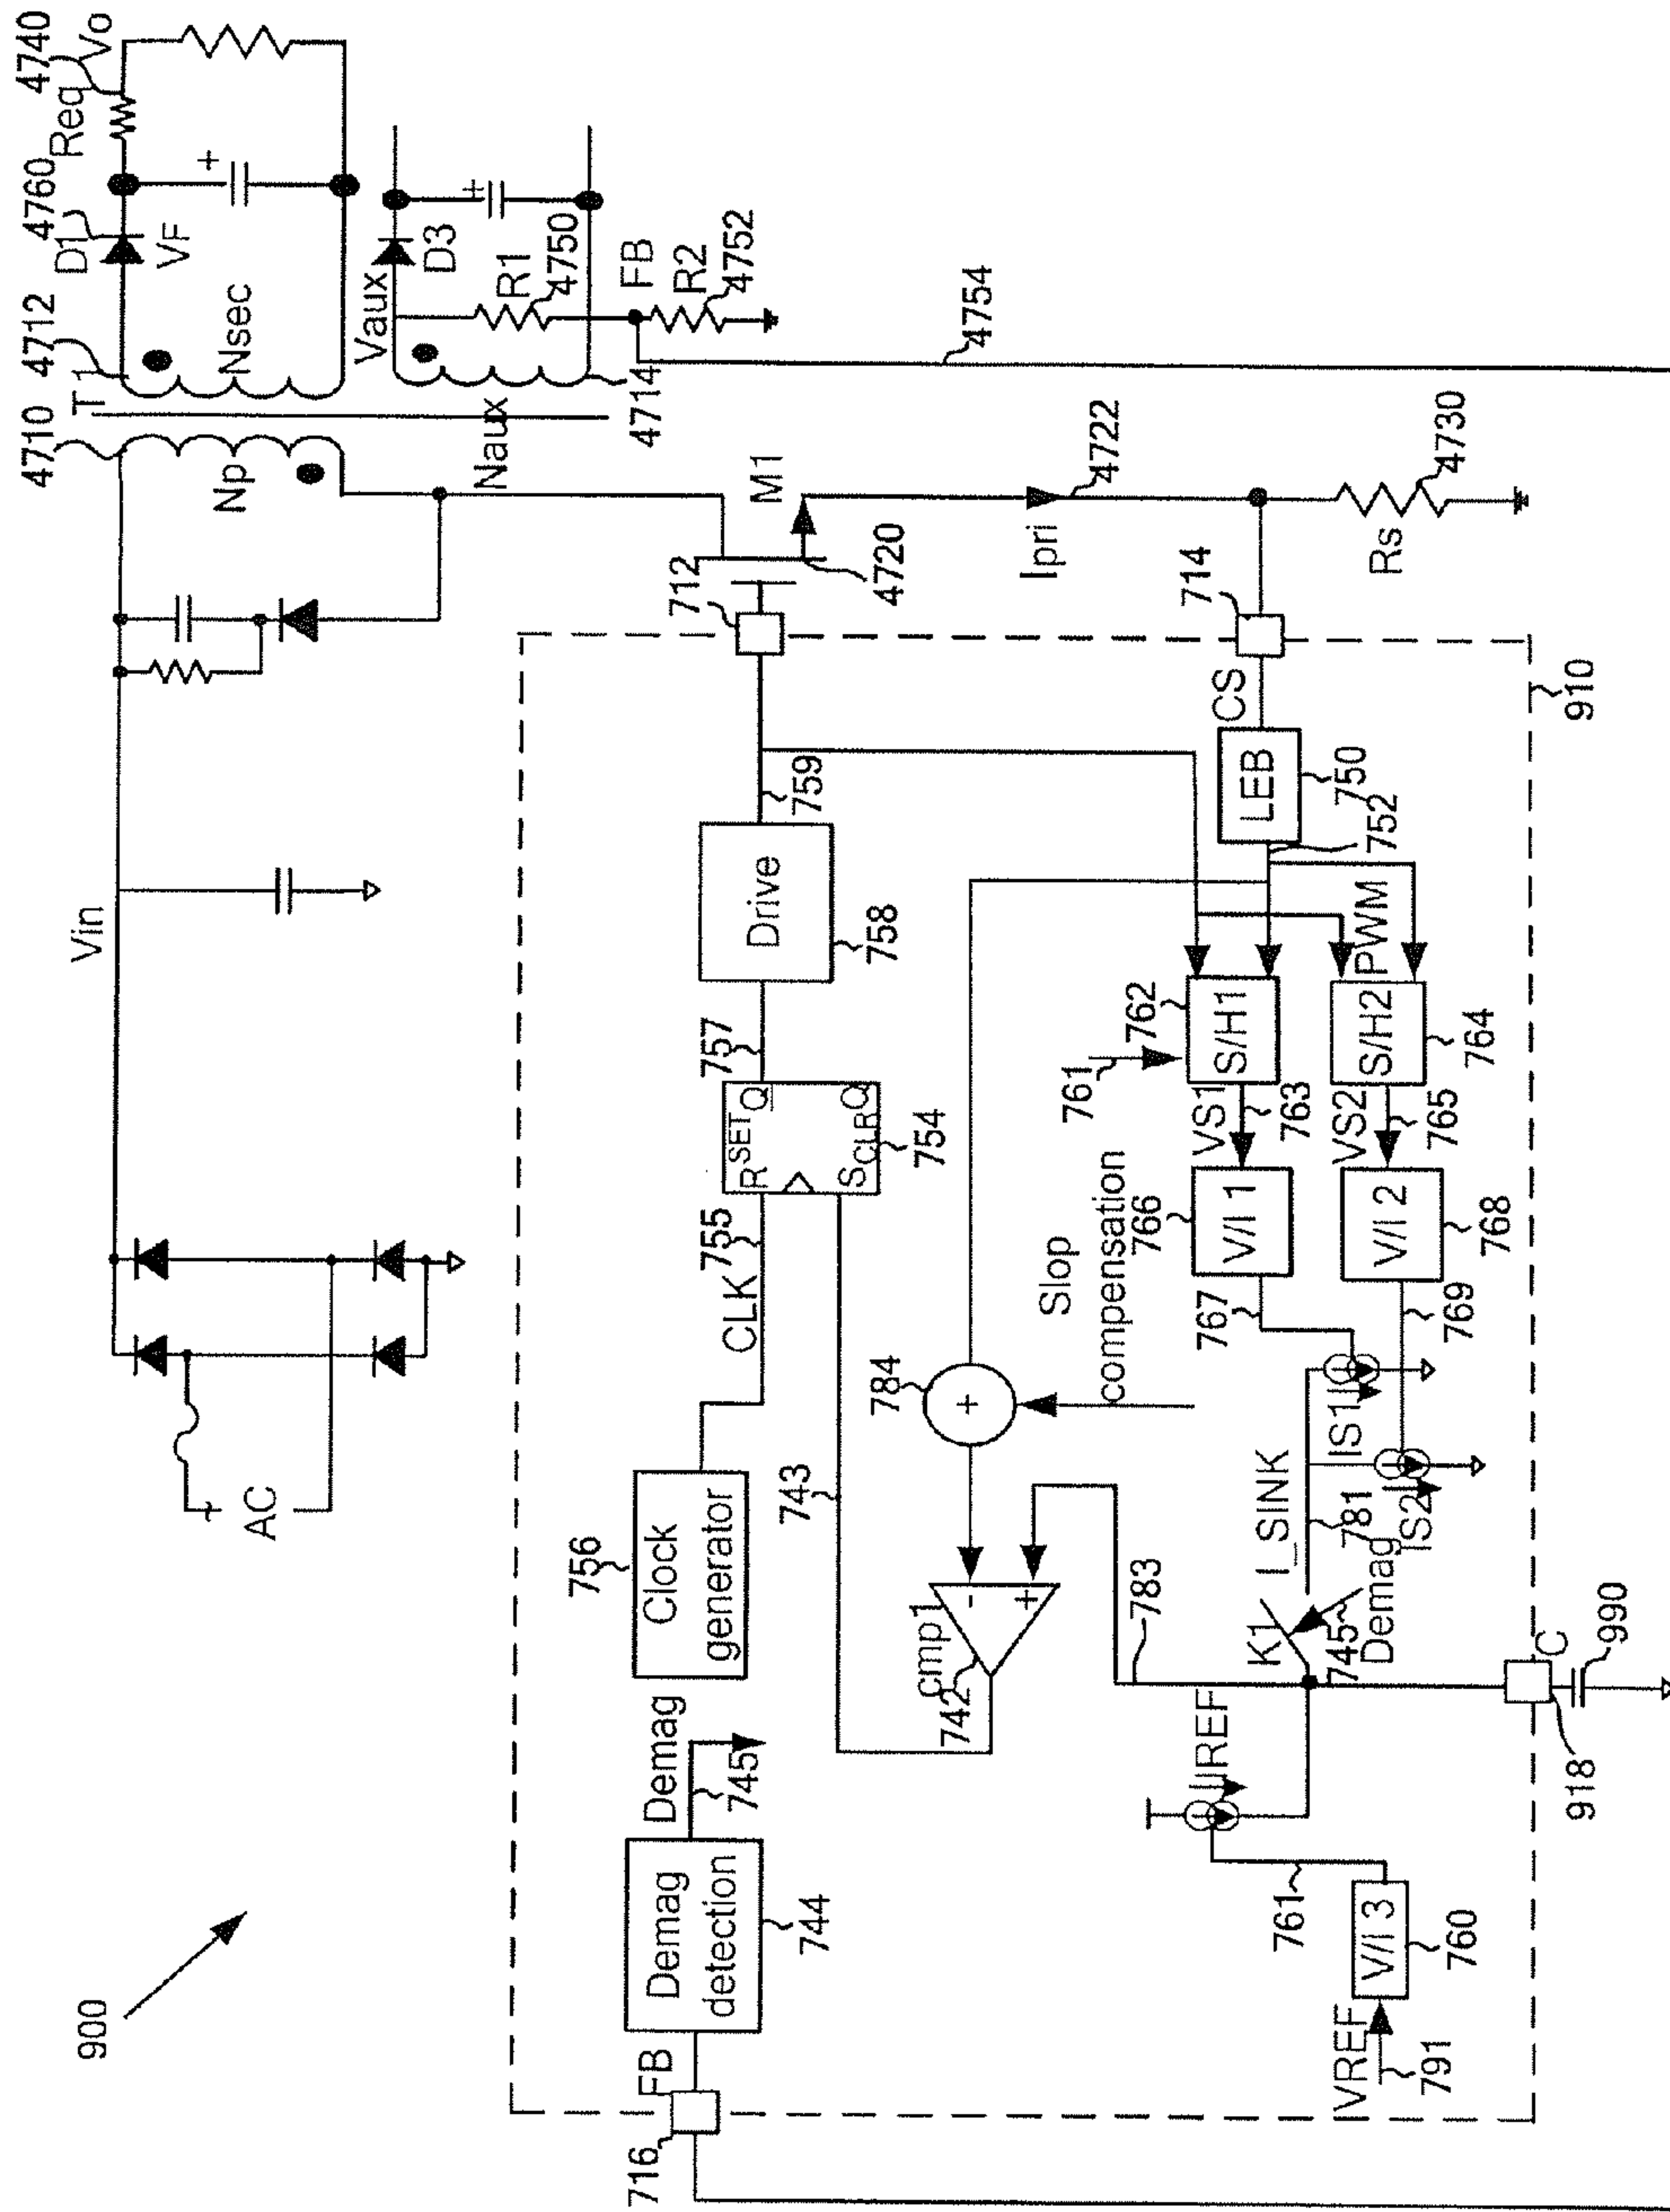 900
AC
Vin
4710
T1
4712
D1
4760
Req
4740
Vo
VF
Np
Nsec
Naux
Vaux
D3
R1
4750
FB
R2
4752
4714
4754
M1
4720
712
Ipri
4722
714
Rs
4730
910
716
FB
Demag
detection
744
Demag
745
756
Clock
generator
CLK
755
R SET Q
S CLR Q
754
757
Drive
758
759
743
cmp1
742
-
+
784
+
Slop
compensation
783
CS
LEB
750
752
PWM
761
762
S/H1
S/H2
764
VS1
763
VS2
765
766
V/I 1
V/I 2
768
767
769
IS1
IS2
I_SINK
781
K1
745
Demag
IREF
761
V/I 3
760
VREF
791
C
918
990